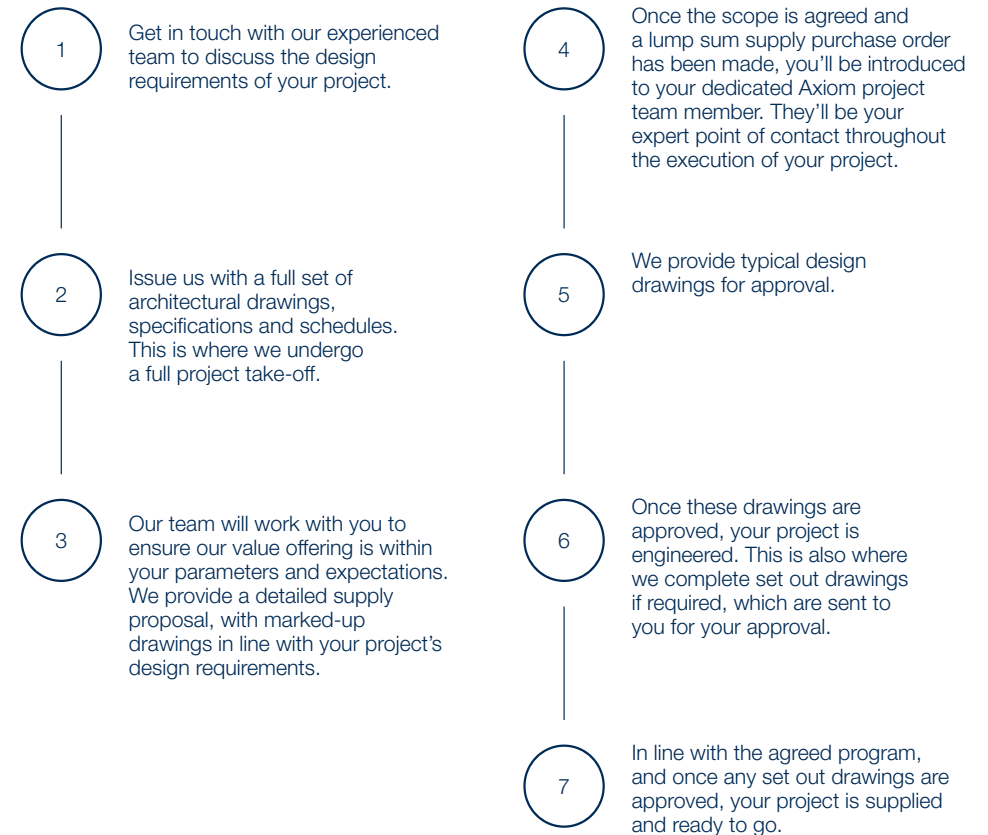 1
Get in touch with our experienced
team to discuss the design
requirements of your project.
2
Issue us with a full set of
architectural drawings,
specifications and schedules.
This is where we undergo
a full project take-off.
3
Our team will work with you to
ensure our value offering is within
your parameters and expectations.
We provide a detailed supply
proposal, with marked-up
drawings in line with your project’s
design requirements.
4
Once the scope is agreed and
a lump sum supply purchase order
has been made, you’ll be introduced
to your dedicated Axiom project
team member. They’ll be your
expert point of contact throughout
the execution of your project.
5
We provide typical design
drawings for approval.
6
Once these drawings are
approved, your project is
engineered. This is also where
we complete set out drawings
if required, which are sent to
you for your approval.
7
In line with the agreed program,
and once any set out drawings are
approved, your project is supplied
and ready to go.